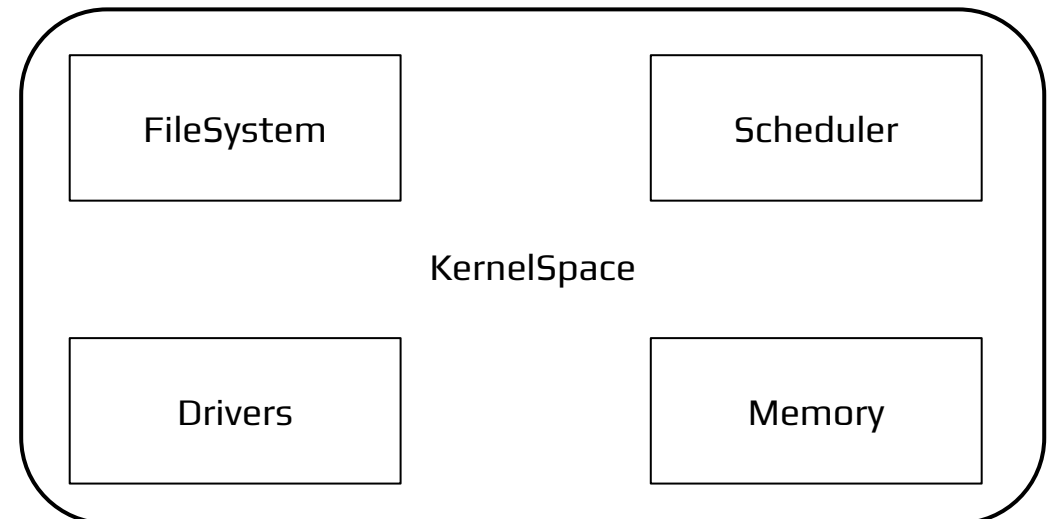 FileSystem
Scheduler
KernelSpace
Drivers
Memory